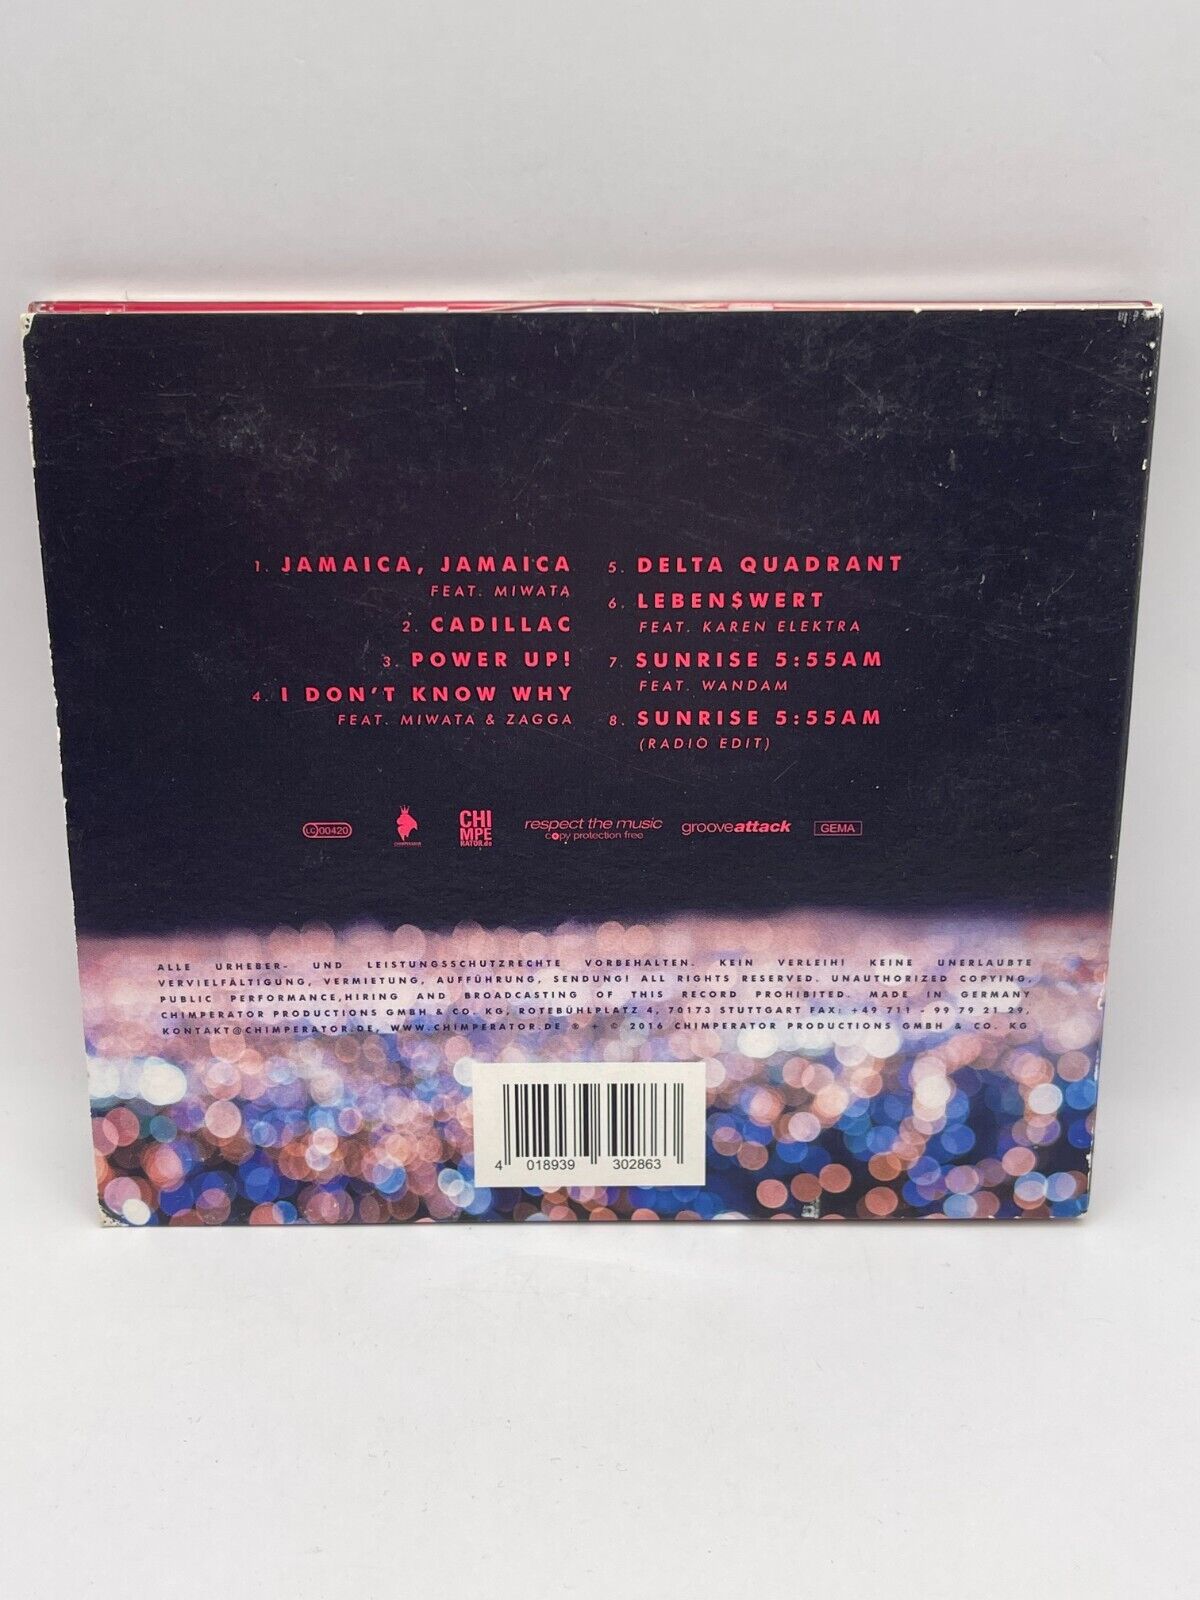 1. JAMAICA, JAMAICA
FEAT. MIWATA
2. CADILLAC
3. POWER UP!
4. I DON'T KNOW WHY
FEAT. MIWATA & ZAGGA
5. DELTA QUADRANT
6. LEBEN$WERT
FEAT. KAREN ELEKTRA
7. SUNRISE 5:55AM
FEAT. WANDAM
8. SUNRISE 5:55AM
(RADIO EDIT)
LC 00420
CHIMPERATOR
CHI
MPE
RATOR.de
respect the music
copy protection free
grooveattack
GEMA
ALLE URHEBER- UND LEISTUNGSSCHUTZRECHTE VORBEHALTEN. KEIN VERLEIH! KEINE UNERLAUBTE
VERVIELFÄLTIGUNG, VERMIETUNG, AUFFÜHRUNG, SENDUNG! ALL RIGHTS RESERVED. UNAUTHORIZED COPYING,
PUBLIC PERFORMANCE,HIRING AND BROADCASTING OF THIS RECORD PROHIBITED. MADE IN GERMANY
CHIMPERATOR PRODUCTIONS GMBH & CO. KG, ROTEBÜHLPLATZ 4, 70173 STUTTGART FAX: +49 711 - 99 79 21 29,
KONTAKT@CHIMPERATOR.DE, WWW.CHIMPERATOR.DE ® + © 2016 CHIMPERATOR PRODUCTIONS GMBH & CO. KG
4 018939 302863